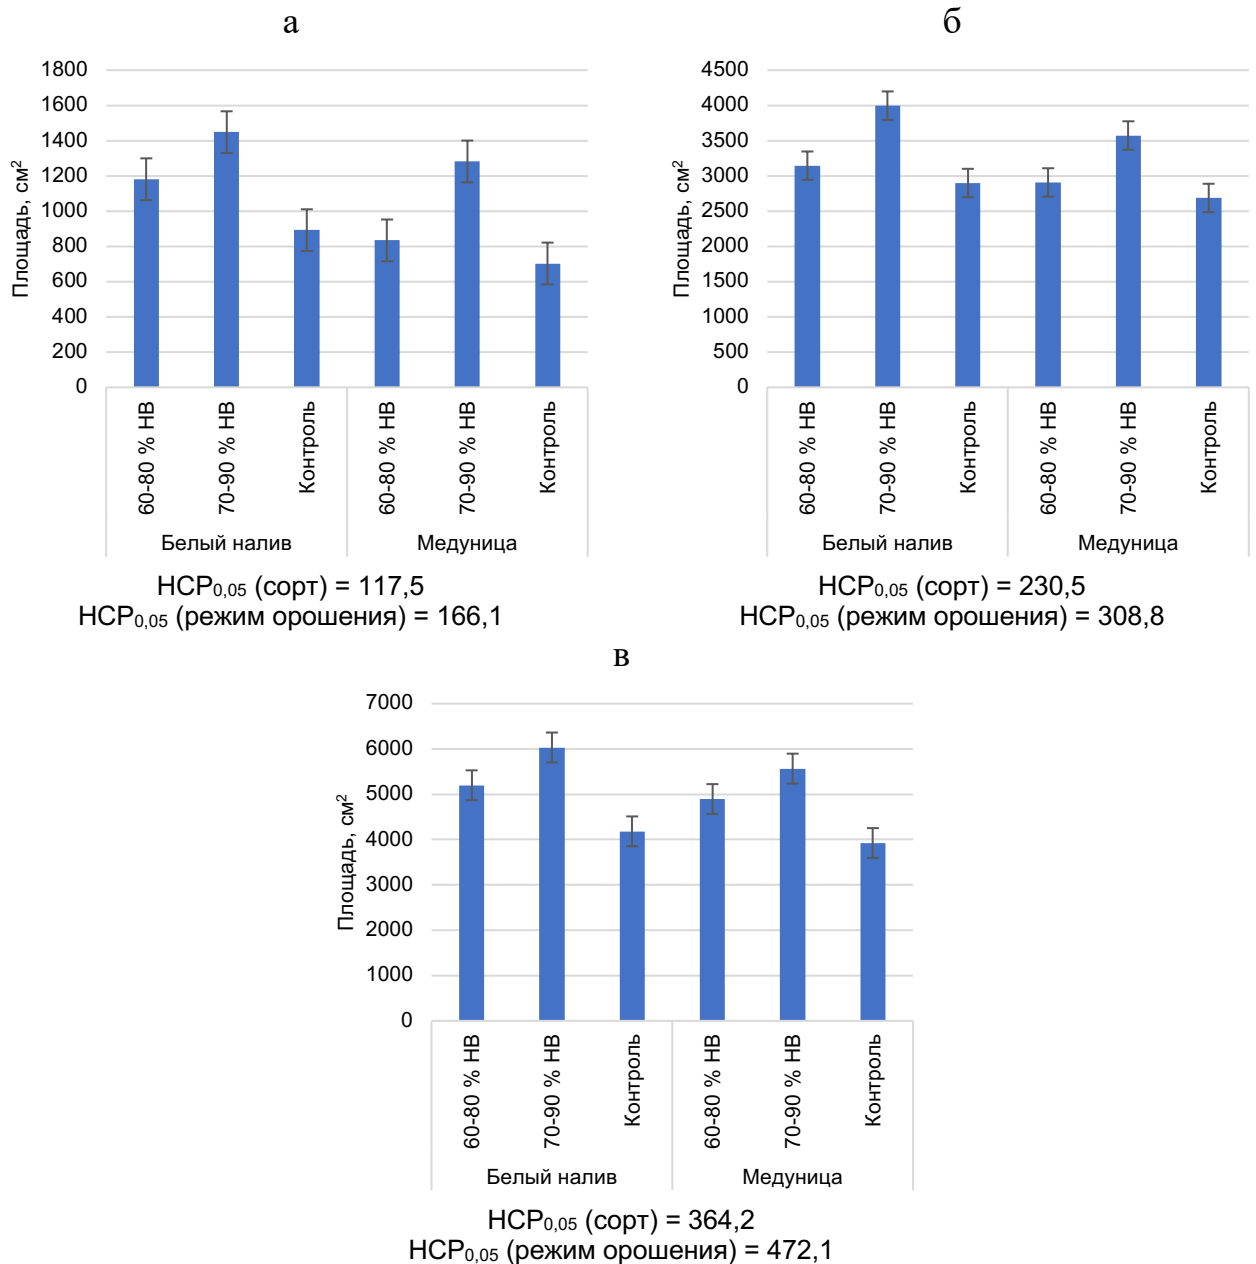 а
Площадь, см²
1800
1600
1400
1200
1000
800
600
400
200
0
60-80 % НВ
70-90 % НВ
Контроль
60-80 % НВ
70-90 % НВ
Контроль
Белый налив
Медуница
НСР0,05 (сорт) = 117,5
НСР0,05 (режим орошения) = 166,1
б
Площадь, см²
4500
4000
3500
3000
2500
2000
1500
1000
500
0
60-80 % НВ
70-90 % НВ
Контроль
60-80 % НВ
70-90 % НВ
Контроль
Белый налив
Медуница
НСР0,05 (сорт) = 230,5
НСР0,05 (режим орошения) = 308,8
в
Площадь, см²
7000
6000
5000
4000
3000
2000
1000
0
60-80 % НВ
70-90 % НВ
Контроль
60-80 % НВ
70-90 % НВ
Контроль
Белый налив
Медуница
НСР0,05 (сорт) = 364,2
НСР0,05 (режим орошения) = 472,1